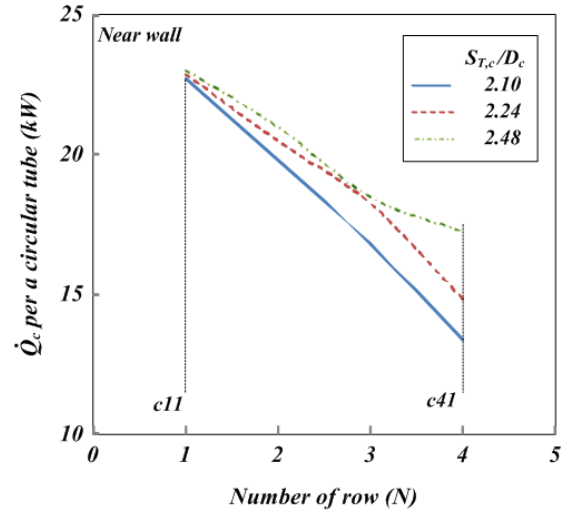 Near wall
S_{T,c}/D_c
2.10
2.24
2.48
25
20
15
10
Q̇_c per a circular tube (kW)
c11
c41
0
1
2
3
4
5
Number of row (N)